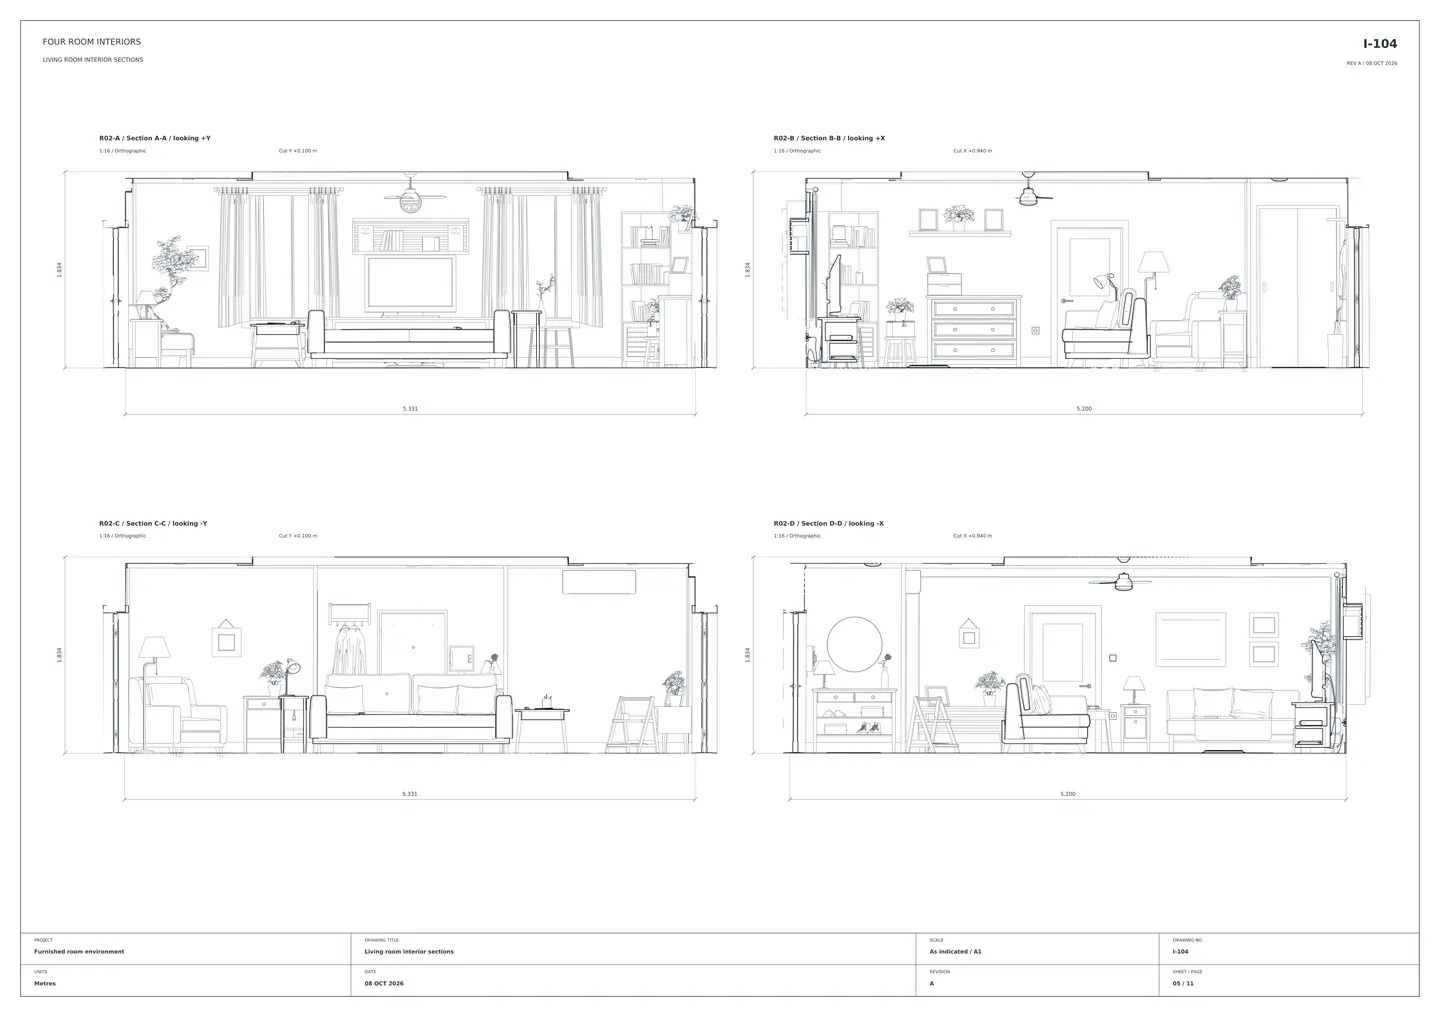 FOUR ROOM INTERIORS
LIVING ROOM INTERIOR SECTIONS
I-104
REV A / 08 OCT 2026
R02-A / Section A-A / looking +Y
1:16 / Orthographic
Cut Y +0.100 m
1.834
5.331
R02-B / Section B-B / looking +X
1:16 / Orthographic
Cut X +0.940 m
1.834
5.200
R02-C / Section C-C / looking -Y
1:16 / Orthographic
Cut Y +0.100 m
1.834
5.331
R02-D / Section D-D / looking -X
1:16 / Orthographic
Cut X +0.940 m
1.834
5.200
PROJECT
Furnished room environment
DRAWING TITLE
Living room interior sections
SCALE
As indicated / A1
DRAWING NO.
I-104
UNITS
Metres
DATE
08 OCT 2026
REVISION
A
SHEET / PAGE
05 / 11